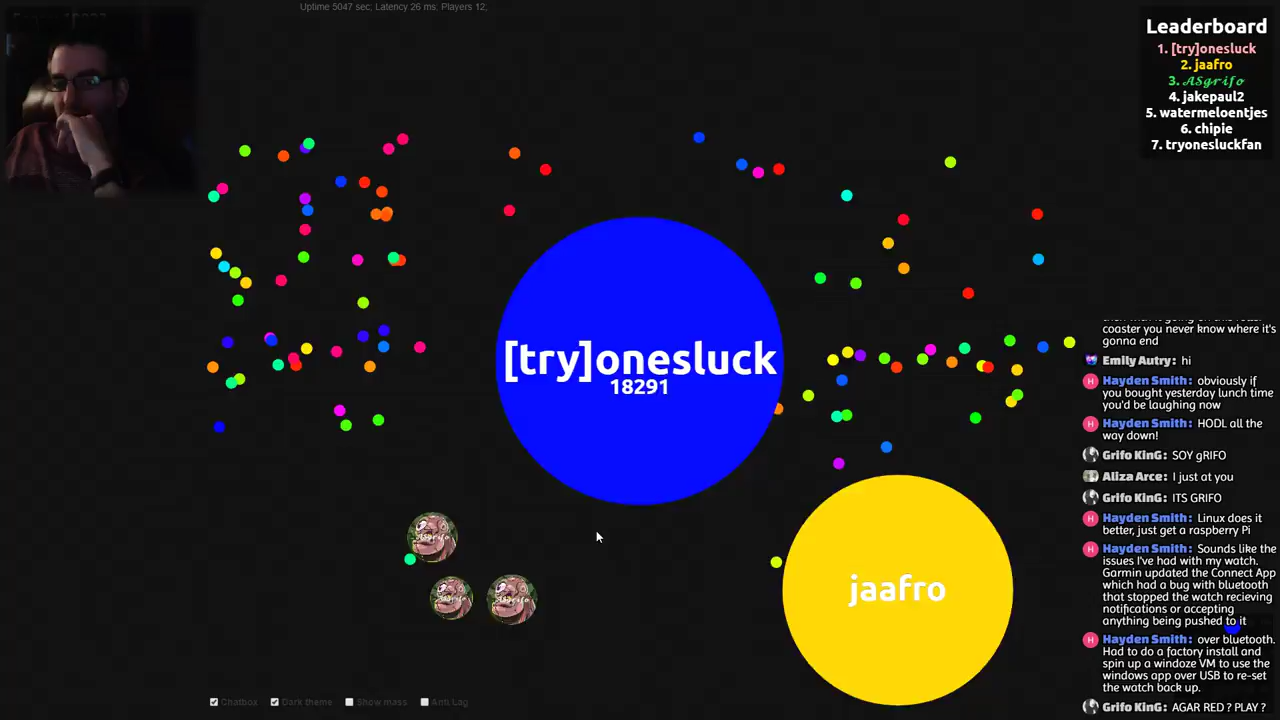 Uptime 5047 sec; Latency 26 ms; Players 12;
Leaderboard
1. [try]onesluck
2. jaafro
3. 𝓐𝓢𝓰𝓻𝓲𝓯𝓸
4. jakepaul2
5. watermeloentjes
6. chipie
7. tryonesluckfan
[try]onesluck
18291
jaafro
coaster you never know where it's
gonna end
Emily Autry: hi
Hayden Smith: obviously if
you bought yesterday lunch time
you'd be laughing now
Hayden Smith: HODL all the
way down!
Grifo KinG: SOY gRIFO
Aliza Arce: I just at you
Grifo KinG: ITS GRIFO
Hayden Smith: Linux does it
better, just get a raspberry Pi
Hayden Smith: Sounds like the
issues I've had with my watch.
Garmin updated the Connect App
which had a bug with bluetooth
that stopped the watch recieving
notifications or accepting
anything being pushed to it
Hayden Smith: over bluetooth.
Had to do a factory install and
spin up a windoze VM to use the
windows app over USB to re-set
the watch back up.
Grifo KinG: AGAR RED ? PLAY ?
Chatbox Dark theme Show mass Anti Lag